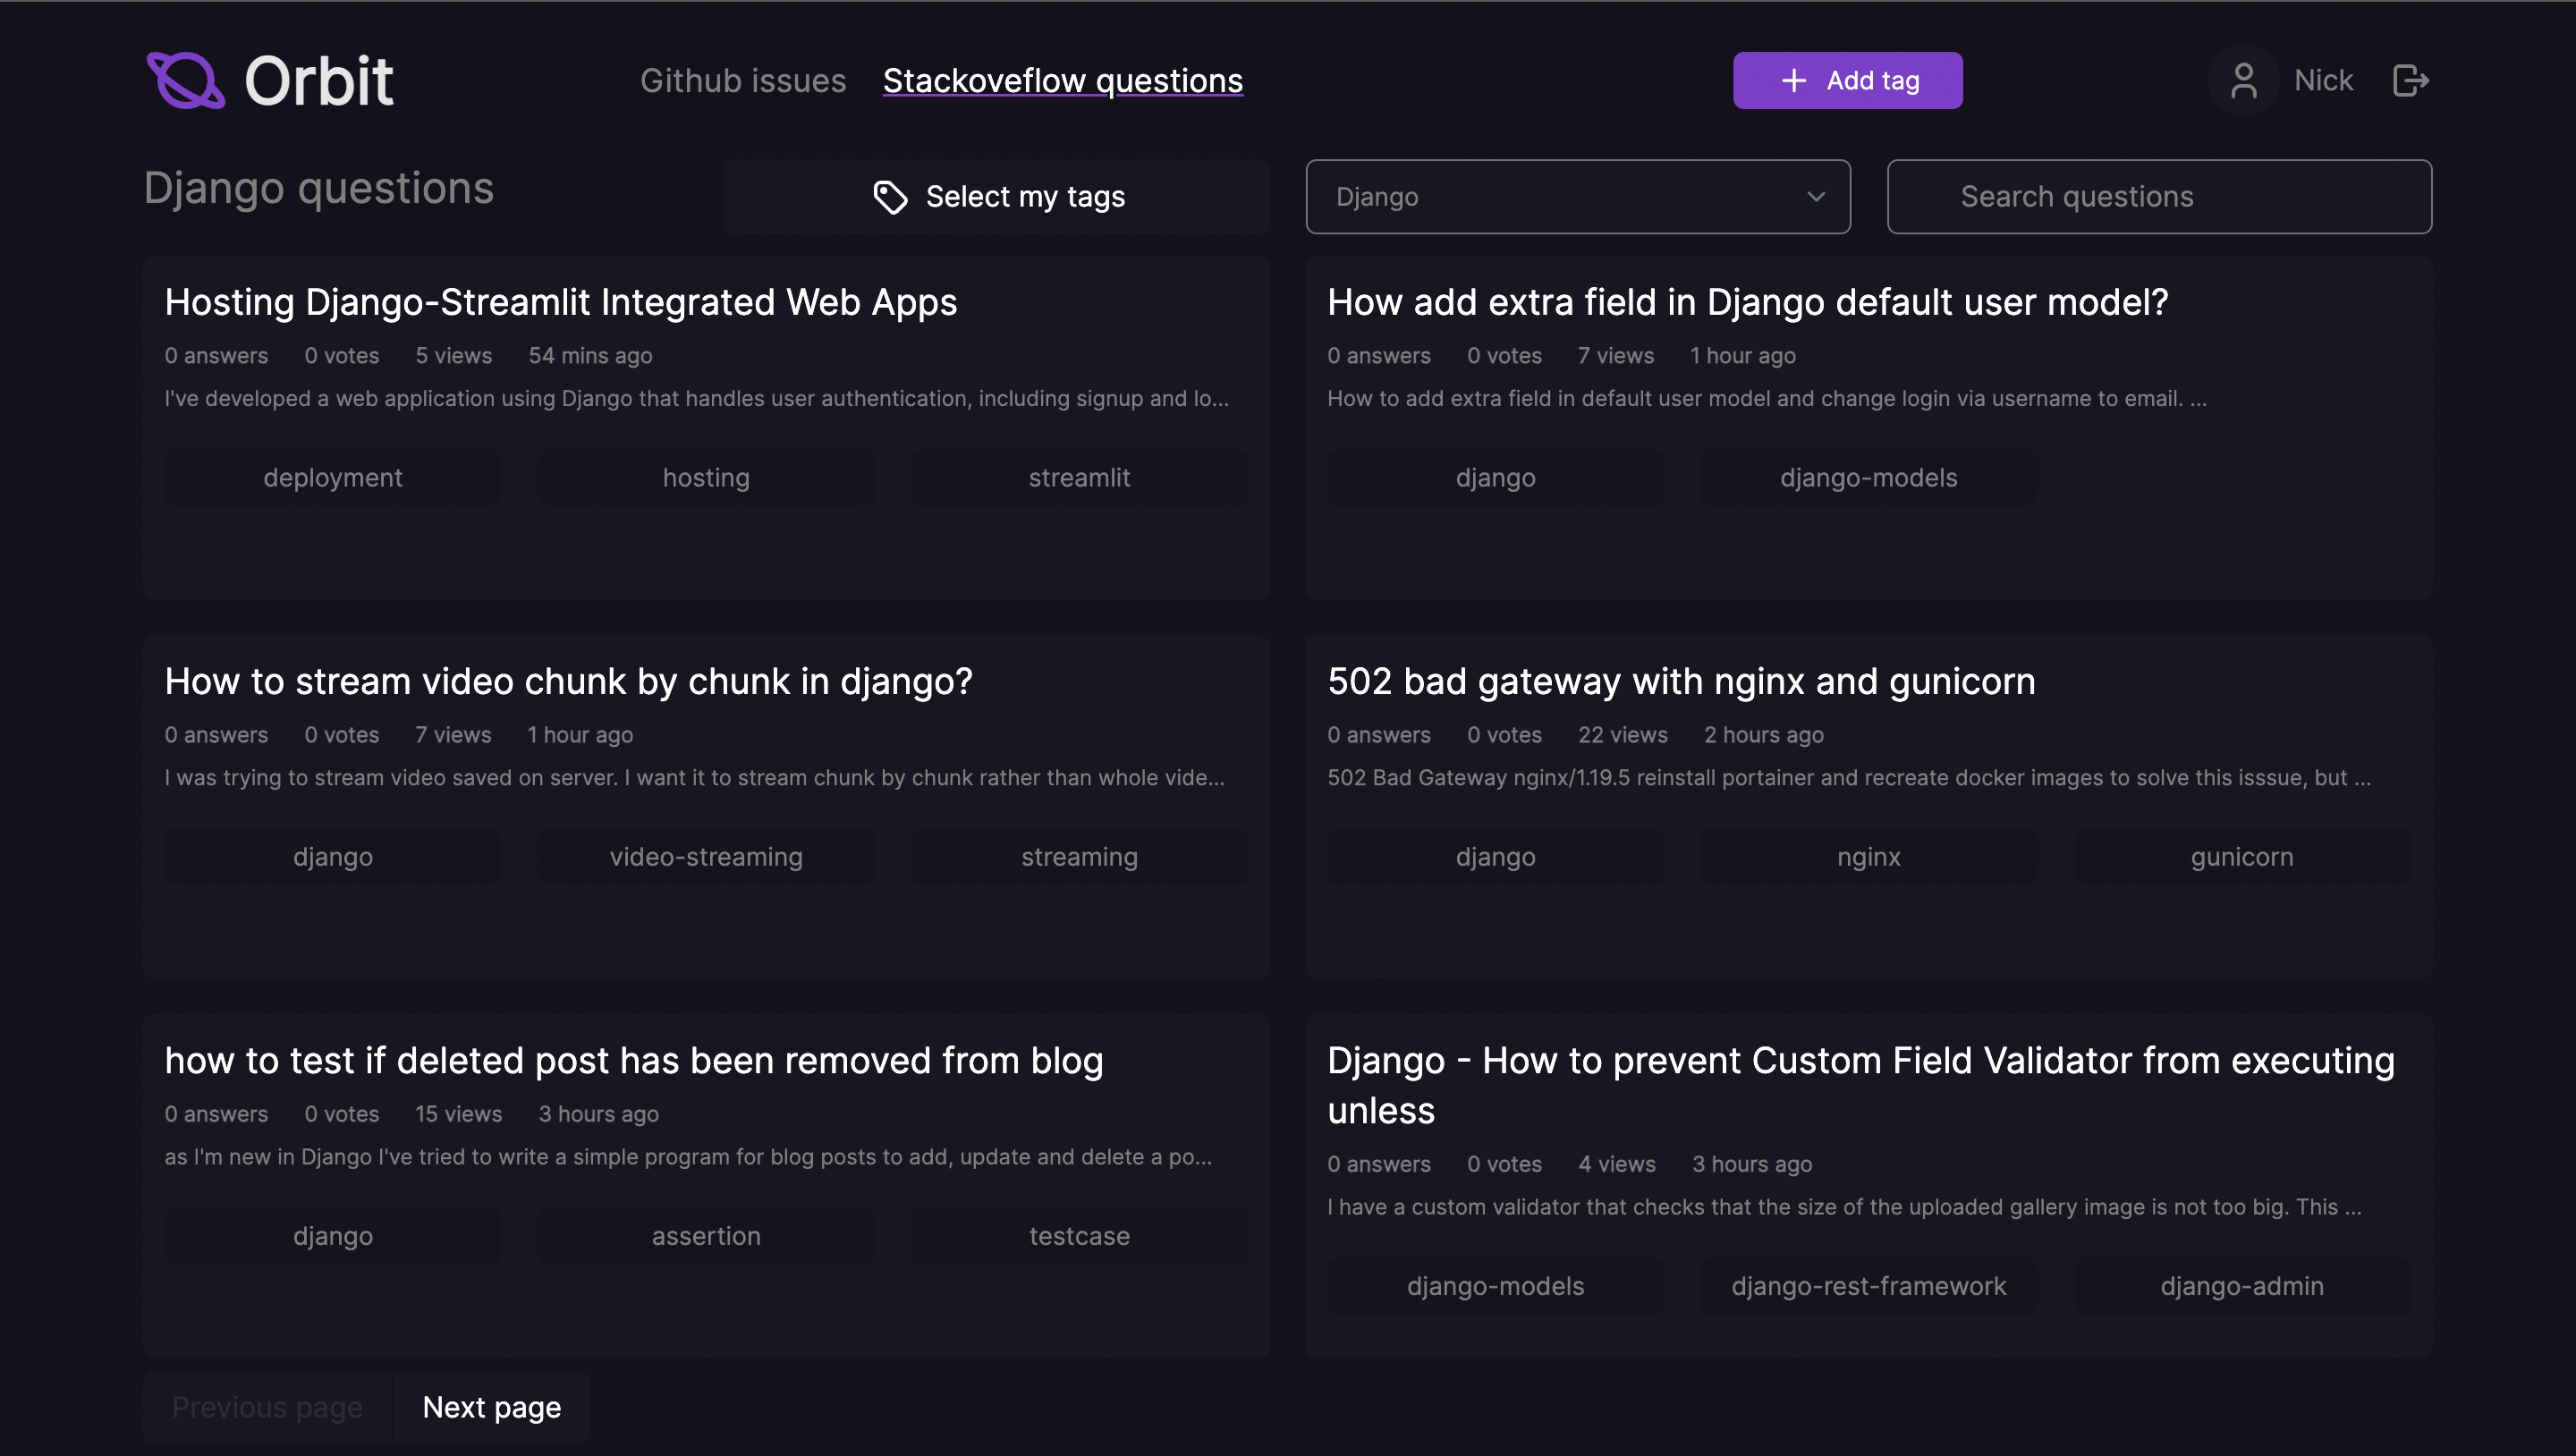 Orbit
Github issues
Stackoveflow questions
Add tag
Nick
Django questions
Select my tags
Django
Search questions
Hosting Django-Streamlit Integrated Web Apps
0 answers 0 votes 5 views 54 mins ago
I've developed a web application using Django that handles user authentication, including signup and lo...
deployment hosting streamlit
How add extra field in Django default user model?
0 answers 0 votes 7 views 1 hour ago
How to add extra field in default user model and change login via username to email. ...
django django-models
How to stream video chunk by chunk in django?
0 answers 0 votes 7 views 1 hour ago
I was trying to stream video saved on server. I want it to stream chunk by chunk rather than whole vide...
django video-streaming streaming
502 bad gateway with nginx and gunicorn
0 answers 0 votes 22 views 2 hours ago
502 Bad Gateway nginx/1.19.5 reinstall portainer and recreate docker images to solve this isssue, but ...
django nginx gunicorn
how to test if deleted post has been removed from blog
0 answers 0 votes 15 views 3 hours ago
as I'm new in Django I've tried to write a simple program for blog posts to add, update and delete a po...
django assertion testcase
Django - How to prevent Custom Field Validator from executing
unless
0 answers 0 votes 4 views 3 hours ago
I have a custom validator that checks that the size of the uploaded gallery image is not too big. This ...
django-models django-rest-framework django-admin
Previous page Next page